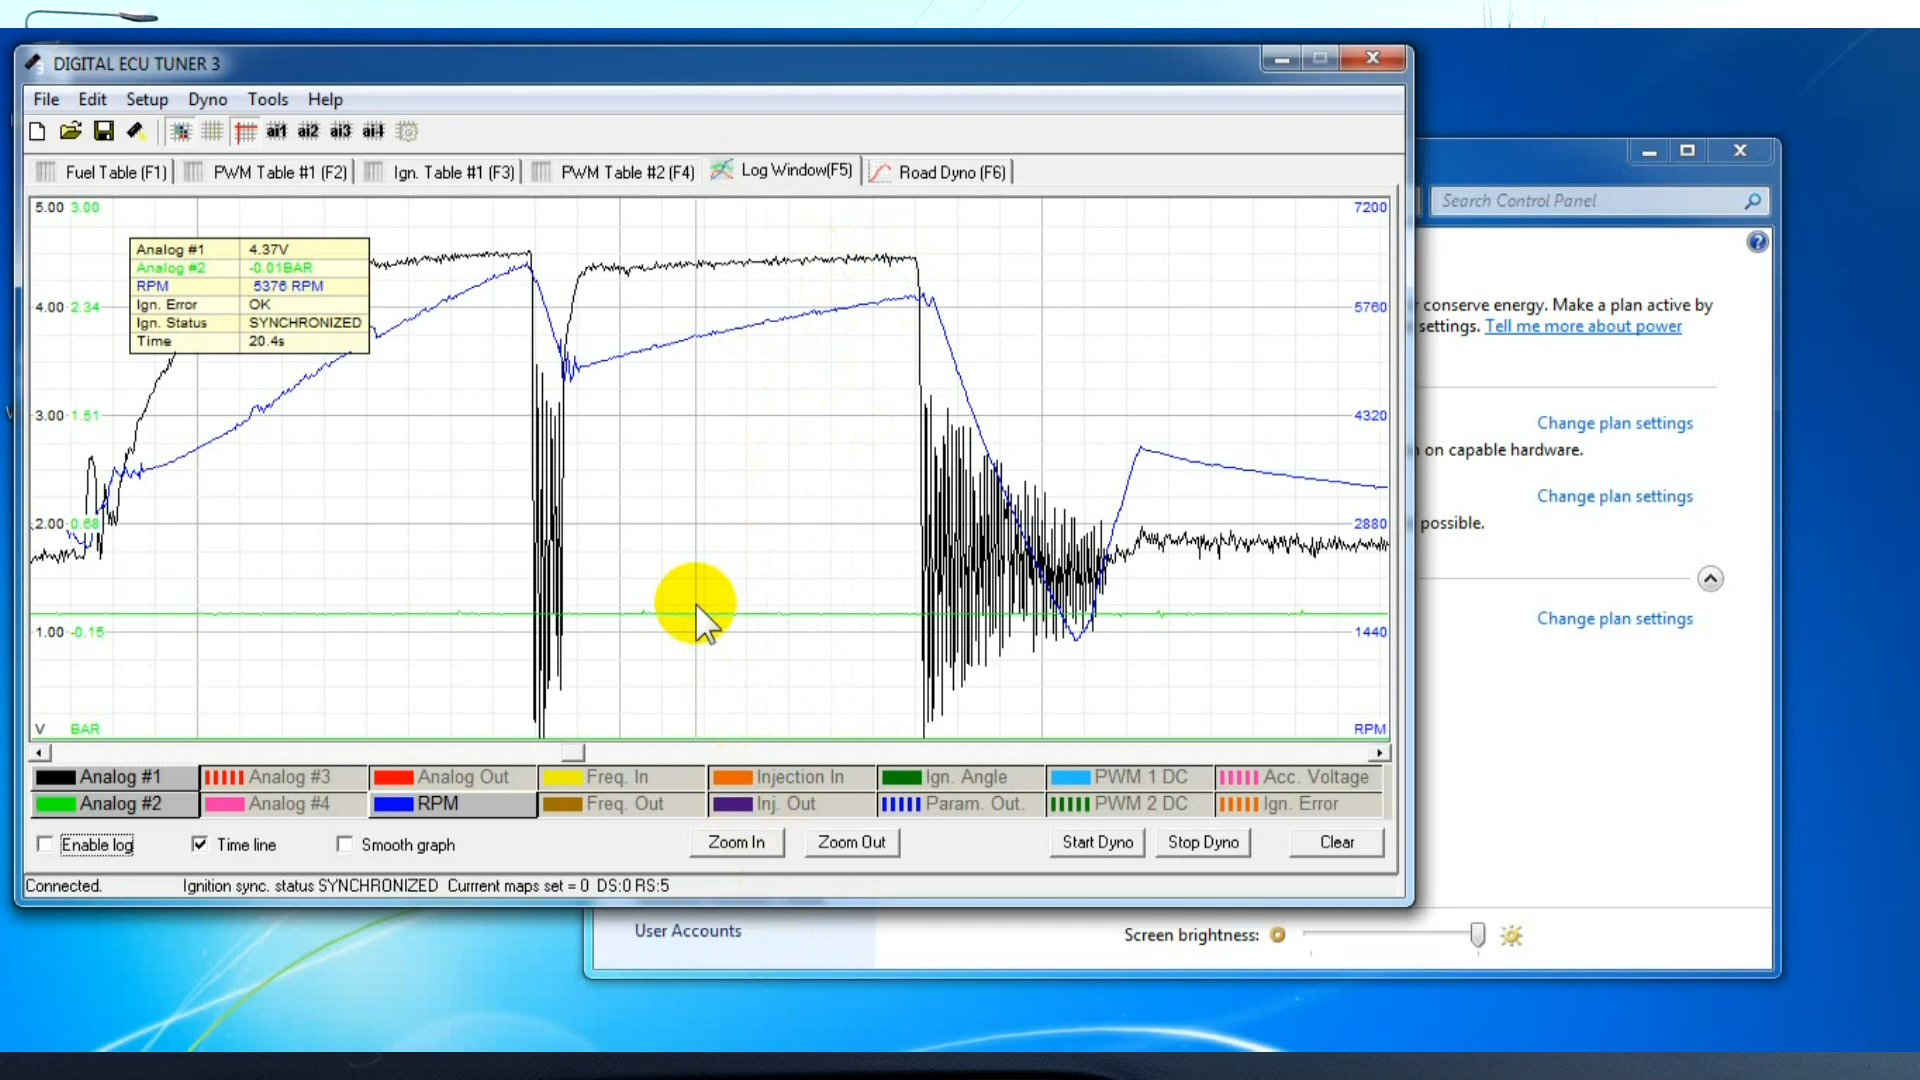 DIGITAL ECU TUNER 3
File Edit Setup Dyno Tools Help
ai1 ai2 ai3 ai4
Fuel Table (F1) PWM Table #1 (F2) Ign. Table #1 (F3) PWM Table #2 (F4) Log Window(F5) Road Dyno (F6)
5.00 3.00 7200
Analog #1 4.37V
Analog #2 -0.01BAR
RPM 5376 RPM
Ign. Error OK
Ign. Status SYNCHRONIZED
Time 20.4s
4.00 2.34 5760
3.00 1.51 4320
2.00 0.68 2880
1.00 -0.15 1440
V BAR RPM
Analog #1 Analog #3 Analog Out Freq. In Injection In Ign. Angle PWM 1 DC Acc. Voltage
Analog #2 Analog #4 RPM Freq. Out Inj. Out Param. Out. PWM 2 DC Ign. Error
Enable log Time line Smooth graph Zoom In Zoom Out Start Dyno Stop Dyno Clear
Connected. Ignition sync. status SYNCHRONIZED Currrent maps set = 0 DS:0 RS:5
Search Control Panel
conserve energy. Make a plan active by
settings. Tell me more about power
Change plan settings
on capable hardware.
Change plan settings
possible.
Change plan settings
User Accounts
Screen brightness: